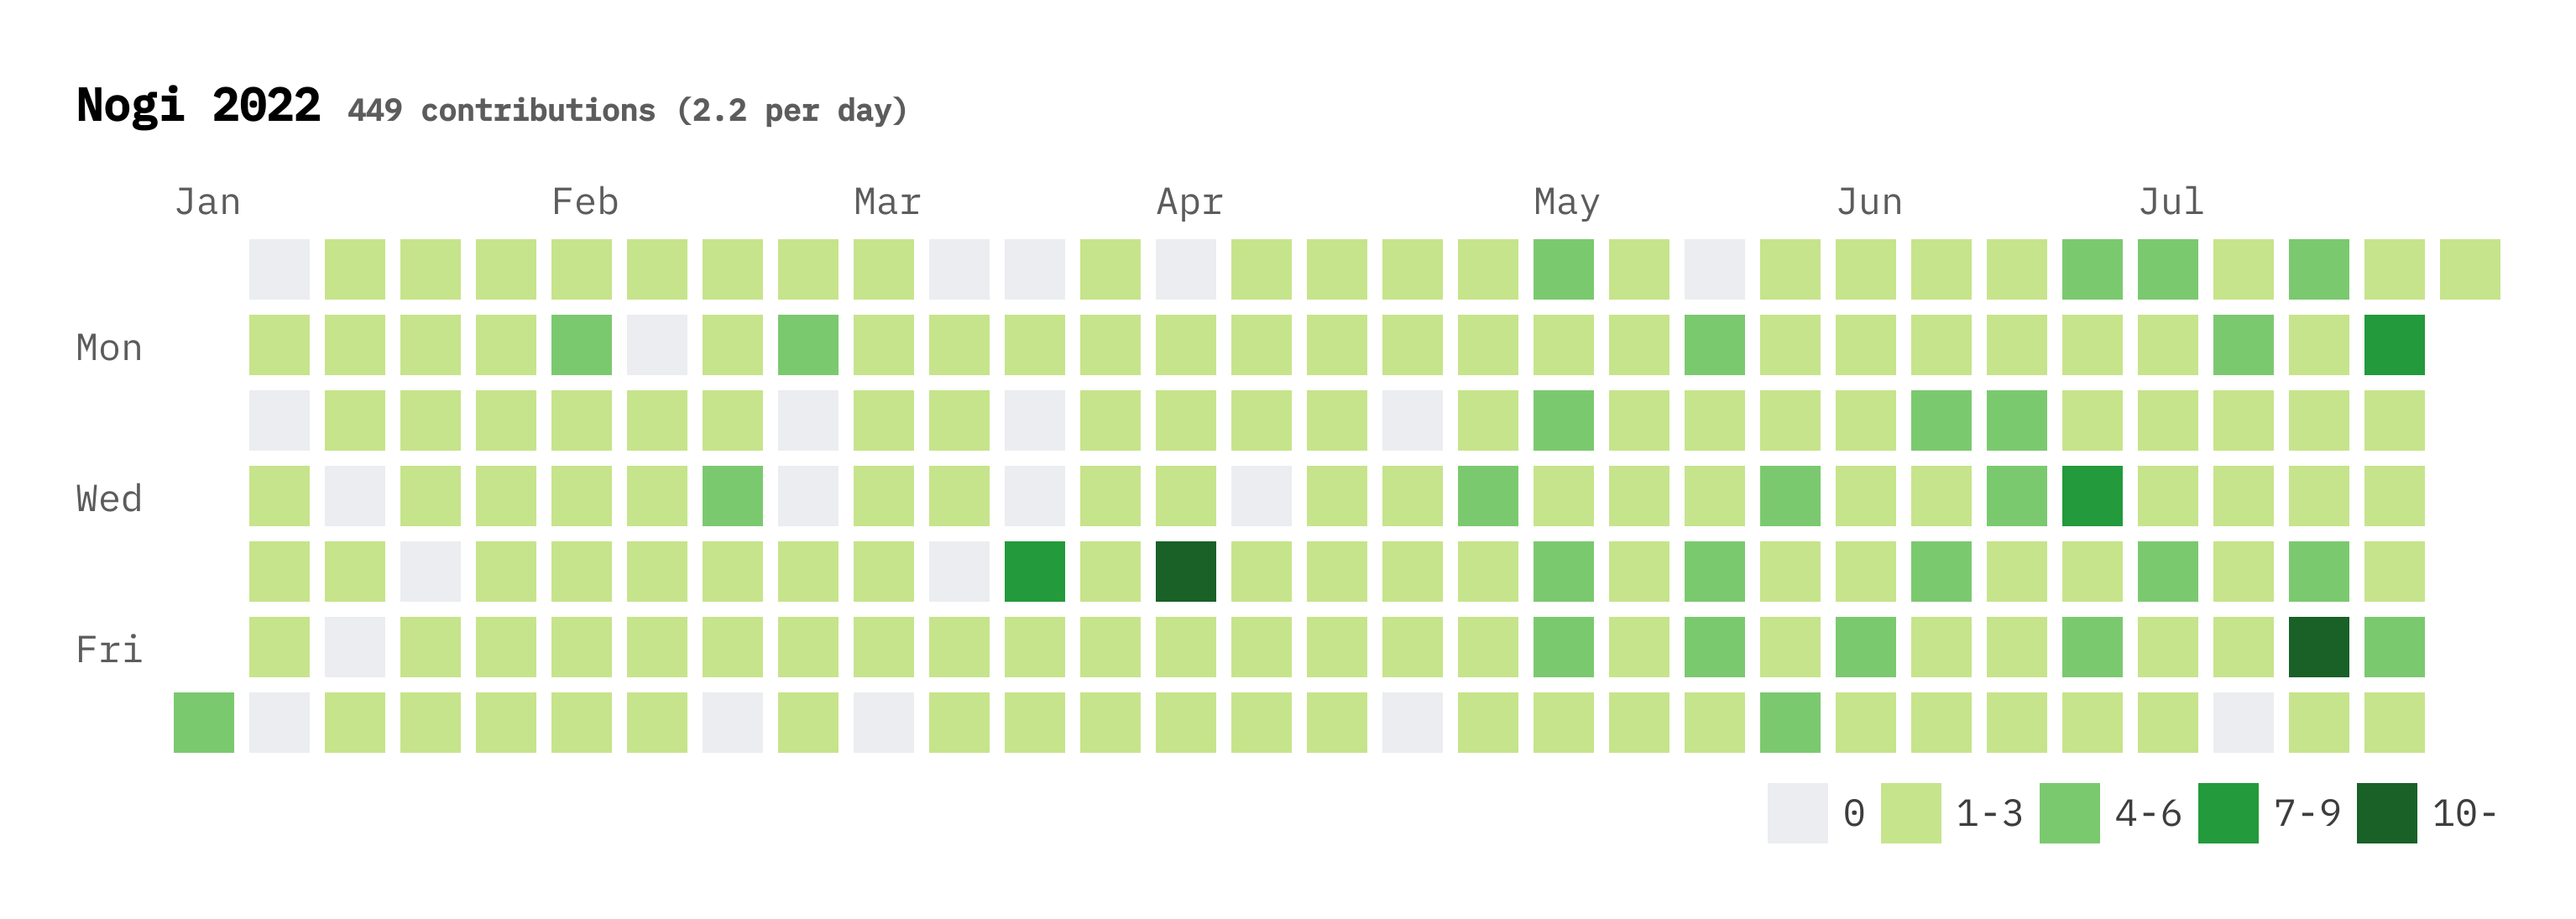 Nogi 2022 449 contributions (2.2 per day)
Jan Feb Mar Apr May Jun Jul
Mon
Wed
Fri
0 1-3 4-6 7-9 10-